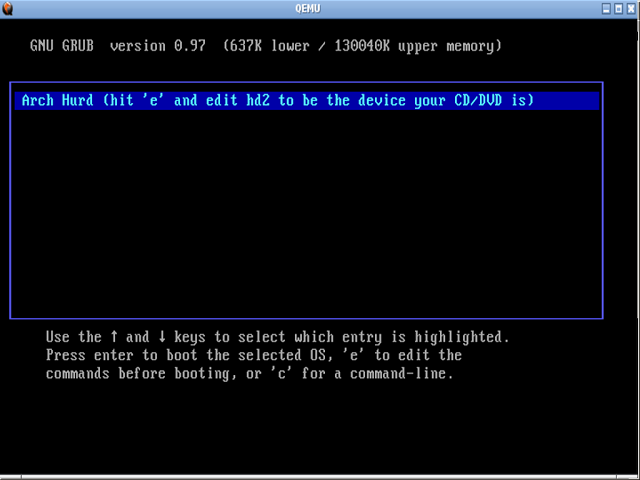 QEMU
GNU GRUB version 0.97 (637K lower / 130040K upper memory)
Arch Hurd (hit 'e' and edit hd2 to be the device your CD/DVD is)
Use the ↑ and ↓ keys to select which entry is highlighted.
Press enter to boot the selected OS, 'e' to edit the
commands before booting, or 'c' for a command-line.